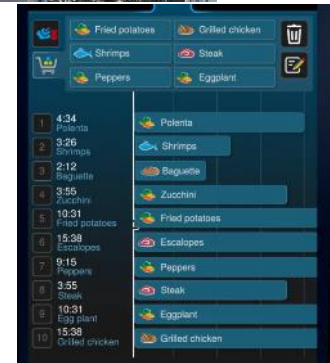 Fried potatoes Grilled chicken
Shrimps Steak
Peppers Eggplant
1 4:34 Polenta Polenta
2 3:26 Shrimps Shrimps
3 2:12 Baguette Baguette
4 3:55 Zucchini Zucchini
5 10:31 Fried potatoes Fried potatoes
6 15:38 Escalopes Escalopes
7 9:15 Peppers Peppers
8 3:55 Steak Steak
9 10:31 Egg plant Eggplant
10 15:38 Grilled chicken Grilled chicken